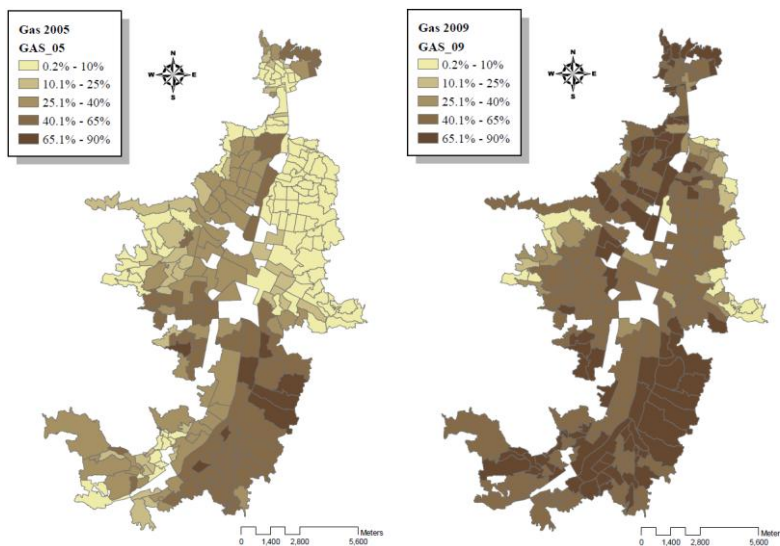 Gas 2005
GAS_05
0.2% - 10%
10.1% - 25%
25.1% - 40%
40.1% - 65%
65.1% - 90%
N
W E
S
Meters
0 1,400 2,800 5,600
Gas 2009
GAS_09
0.2% - 10%
10.1% - 25%
25.1% - 40%
40.1% - 65%
65.1% - 90%
N
W E
S
Meters
0 1,400 2,800 5,600